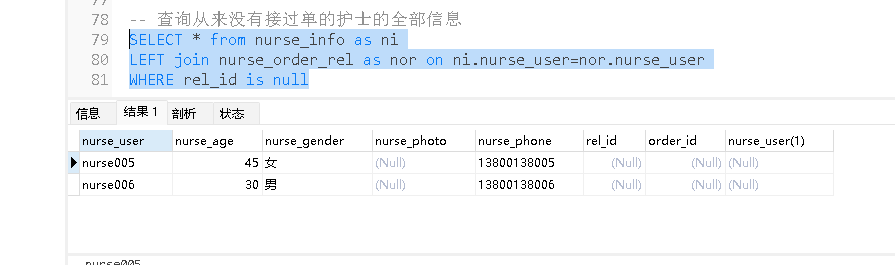 78 -- 查询从来没有接过单的护士的全部信息
79 SELECT * from nurse_info as ni
80 LEFT join nurse_order_rel as nor on ni.nurse_user=nor.nurse_user
81 WHERE rel_id is null
信息 结果 1 剖析 状态
nurse_user nurse_age nurse_gender nurse_photo nurse_phone rel_id order_id nurse_user(1)
nurse005 45 女 (Null) 13800138005 (Null) (Null) (Null)
nurse006 30 男 (Null) 13800138006 (Null) (Null) (Null)
nurse005